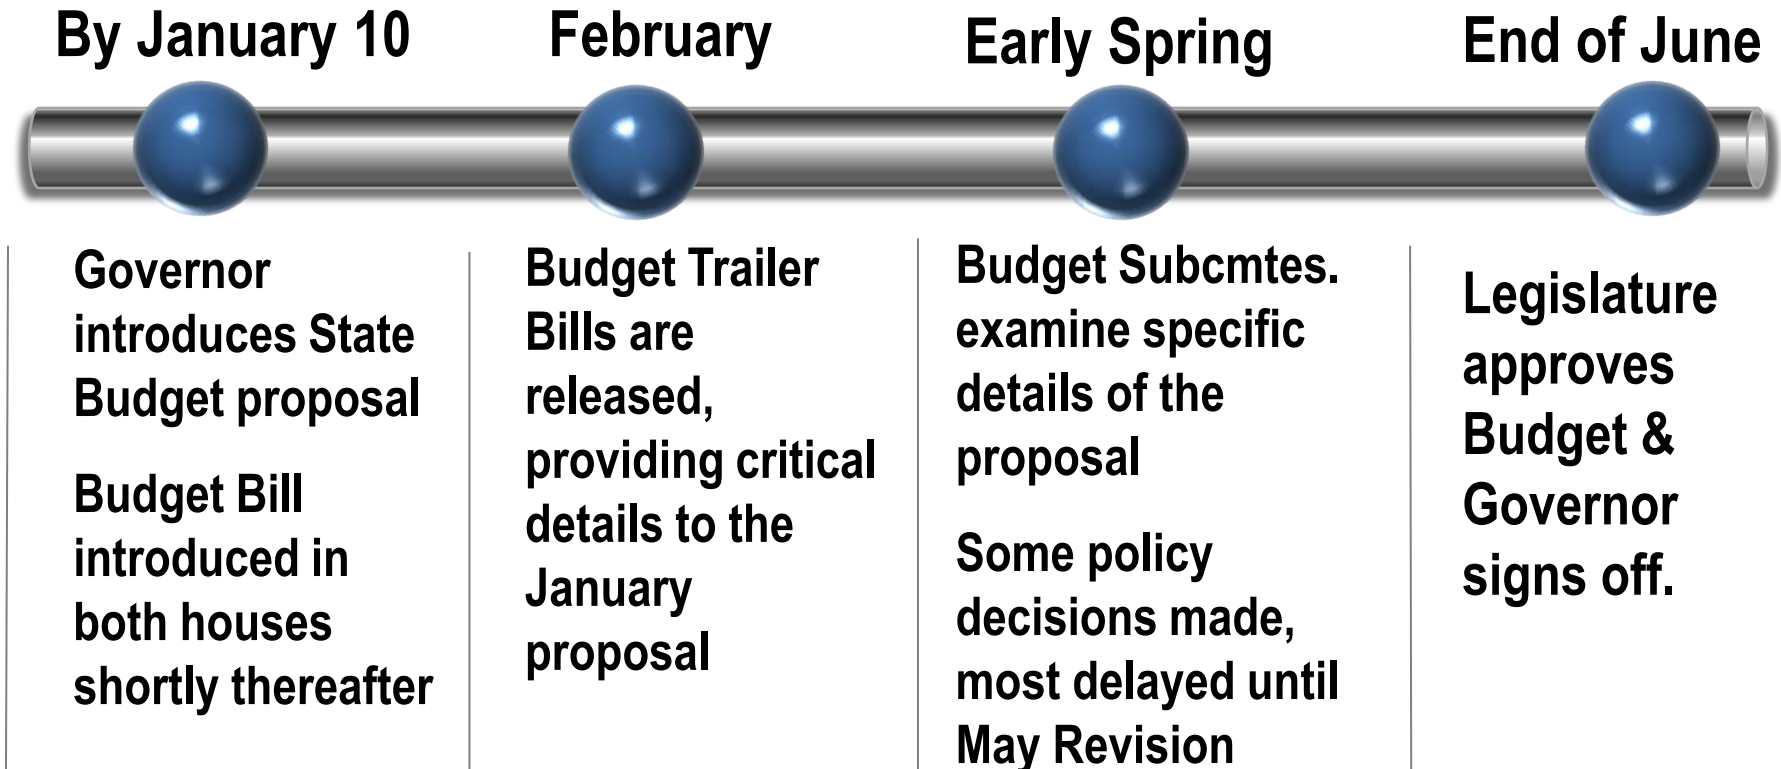 By January 10
February
Early Spring
End of June
Governor
introduces State
Budget proposal
Budget Bill
introduced in
both houses
shortly thereafter
Budget Trailer
Bills are
released,
providing critical
details to the
January
proposal
Budget Subcmtes.
examine specific
details of the
proposal
Some policy
decisions made,
most delayed until
May Revision
Legislature
approves
Budget &
Governor
signs off.